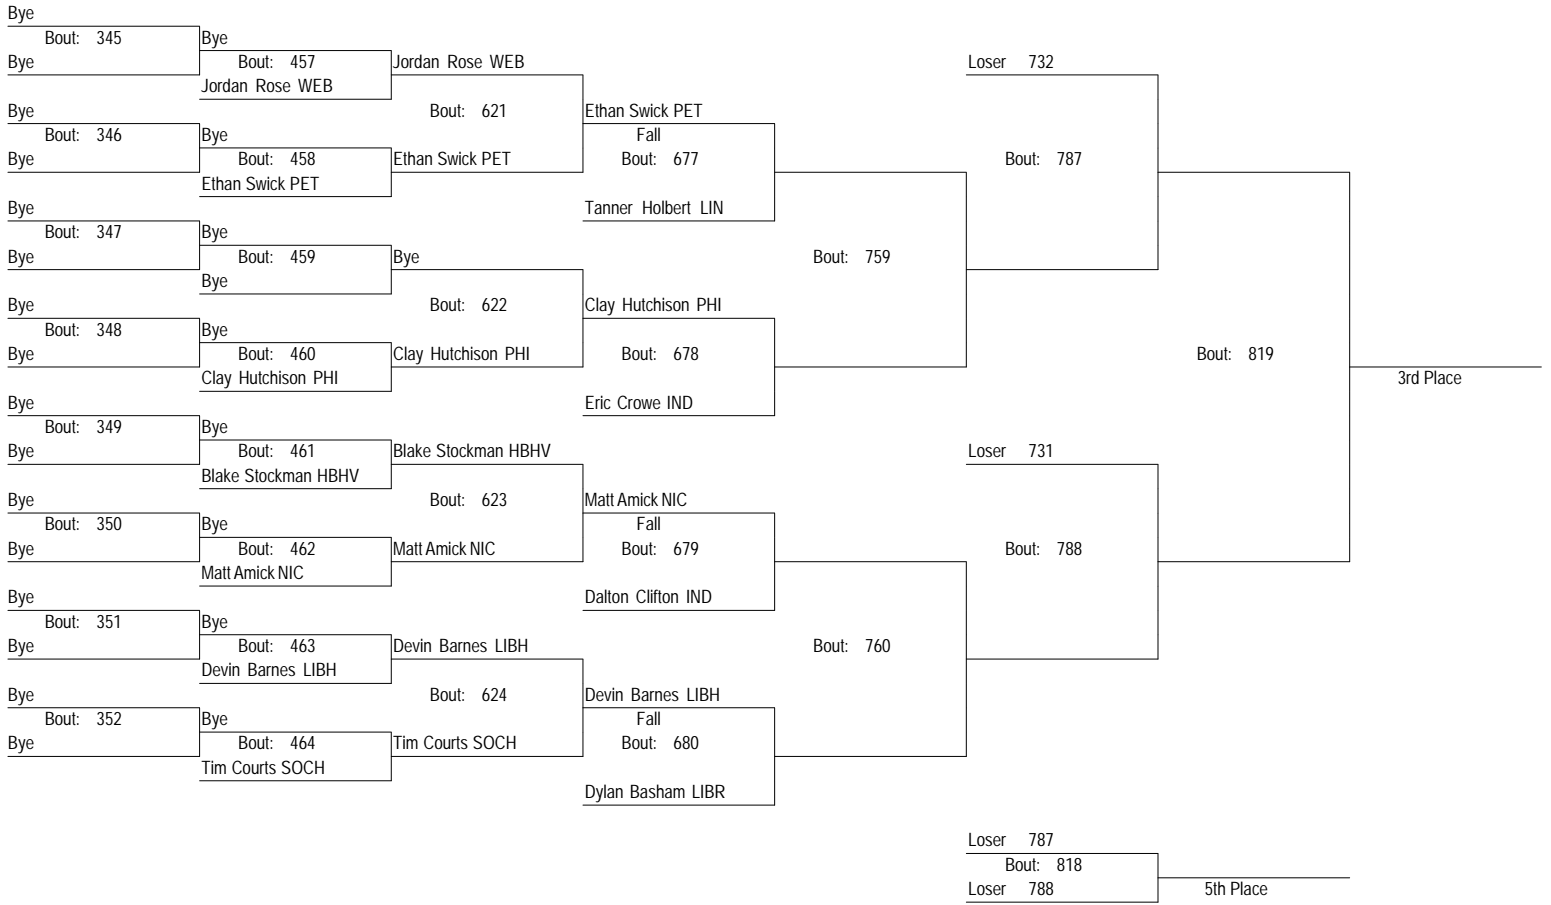 Bye
Bout: 345
Bye
Bye
Bout: 457
Jordan Rose WEB
Jordan Rose WEB
Loser 732
Bye
Bout: 346
Bye
Bye
Bout: 458
Ethan Swick PET
Bout: 621
Ethan Swick PET
Ethan Swick PET
Fall
Bout: 677
Tanner Holbert LIN
Bout: 787
Bye
Bout: 347
Bye
Bye
Bout: 459
Bye
Bye
Bout: 759
Bye
Bout: 348
Bye
Bye
Bout: 460
Clay Hutchison PHI
Bout: 622
Clay Hutchison PHI
Clay Hutchison PHI
Bout: 678
Eric Crowe IND
Bout: 819
3rd Place
Bye
Bout: 349
Bye
Bye
Bout: 461
Blake Stockman HBHV
Blake Stockman HBHV
Loser 731
Bye
Bout: 350
Bye
Bye
Bout: 462
Matt Amick NIC
Bout: 623
Matt Amick NIC
Matt Amick NIC
Fall
Bout: 679
Dalton Clifton IND
Bout: 788
Bye
Bout: 351
Bye
Bye
Bout: 463
Devin Barnes LIBH
Devin Barnes LIBH
Bout: 760
Bye
Bout: 352
Bye
Bye
Bout: 464
Tim Courts SOCH
Bout: 624
Tim Courts SOCH
Devin Barnes LIBH
Fall
Bout: 680
Dylan Basham LIBR
Loser 787
Bout: 818
Loser 788
5th Place